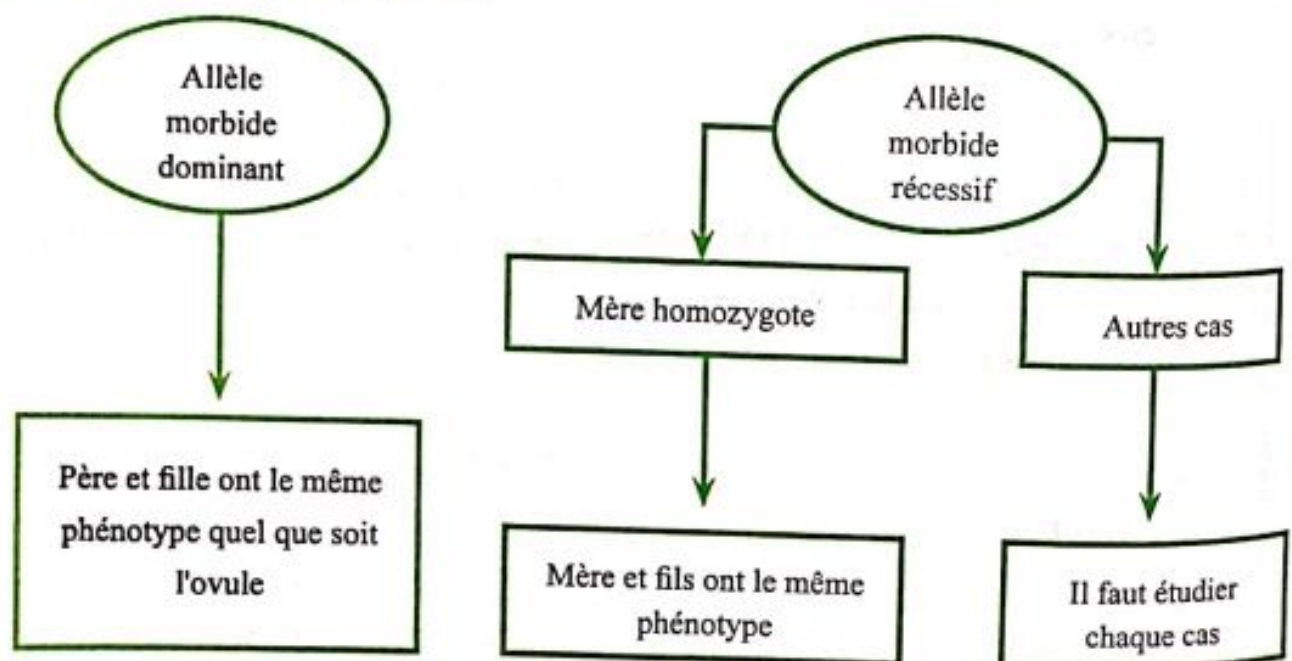 Allèle
morbide
dominant
Père et fille ont le même
phénotype quel que soit
l'ovule
Allèle
morbide
récessif
Mère homozygote
Autres cas
Mère et fils ont le même
phénotype
Il faut étudier
chaque cas